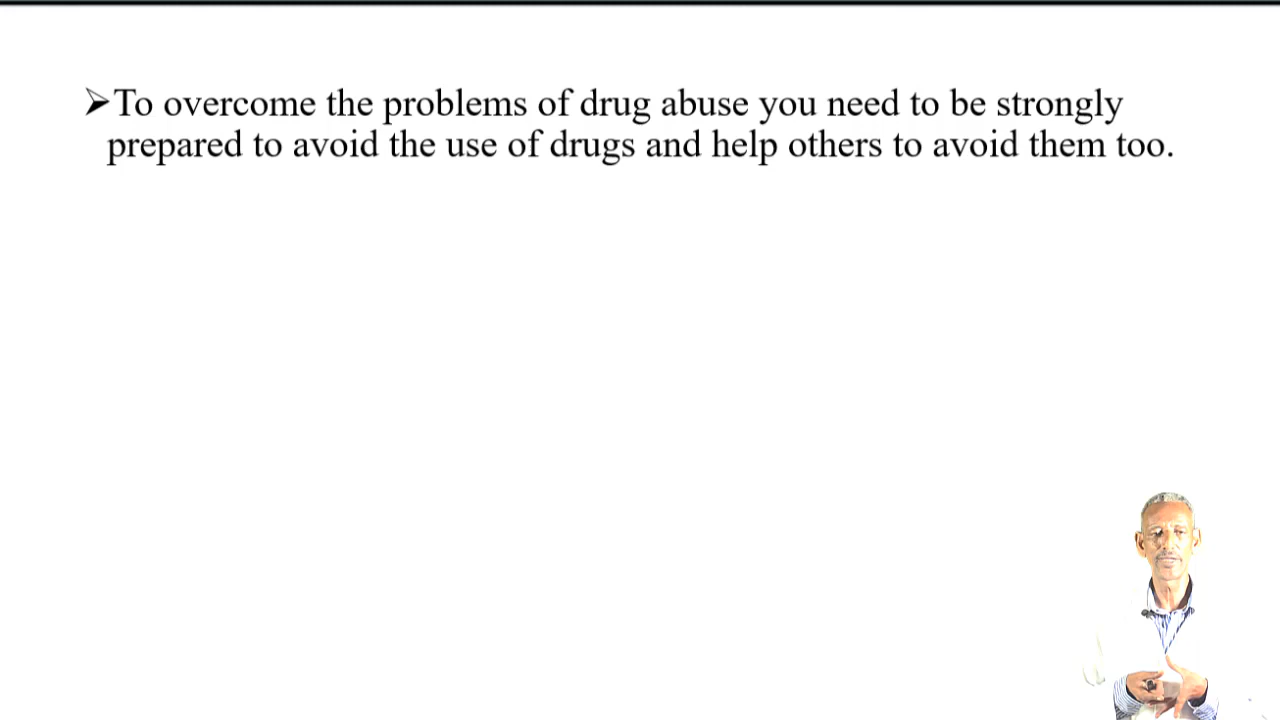 ➢To overcome the problems of drug abuse you need to be strongly
prepared to avoid the use of drugs and help others to avoid them too.